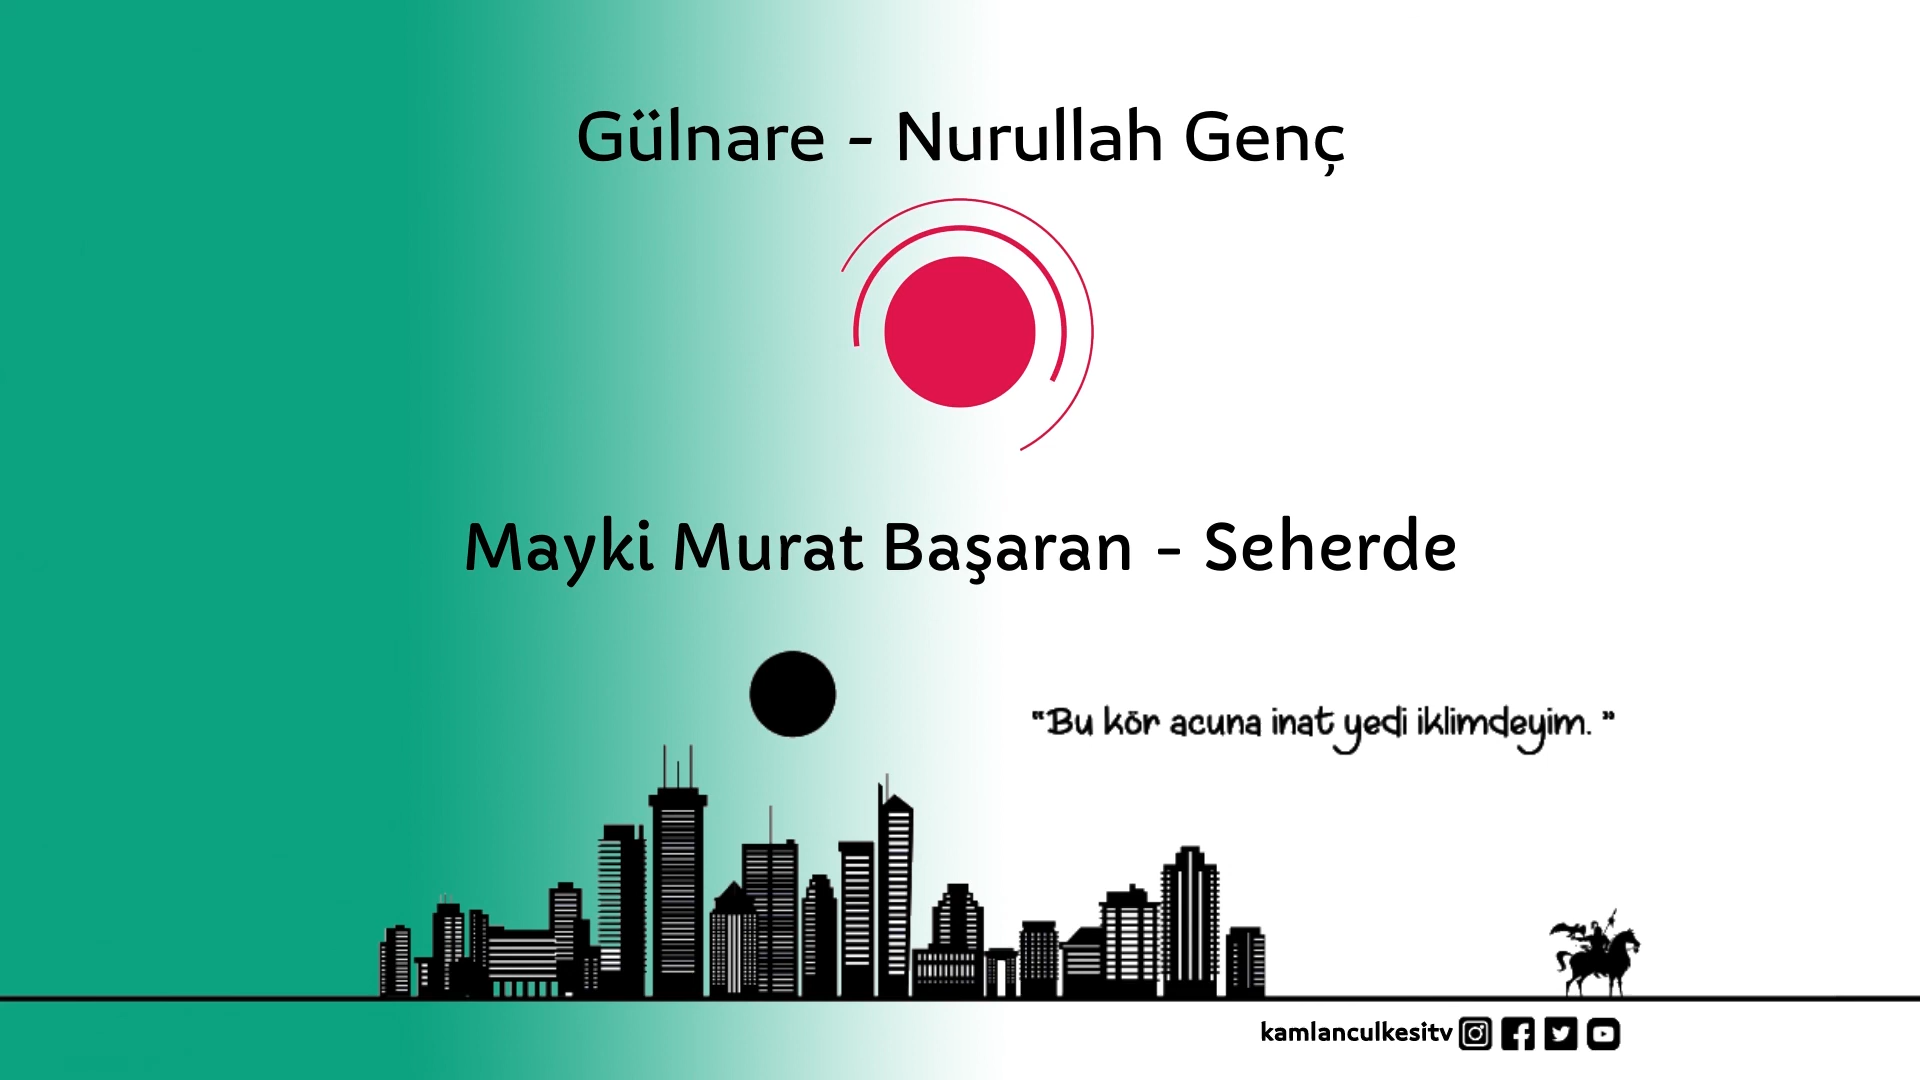 Gülnare - Nurullah Genç
Mayki Murat Başaran - Seherde
“Bu kör acuna inat yedi iklimdeyim. ”
kamlanculkesitv